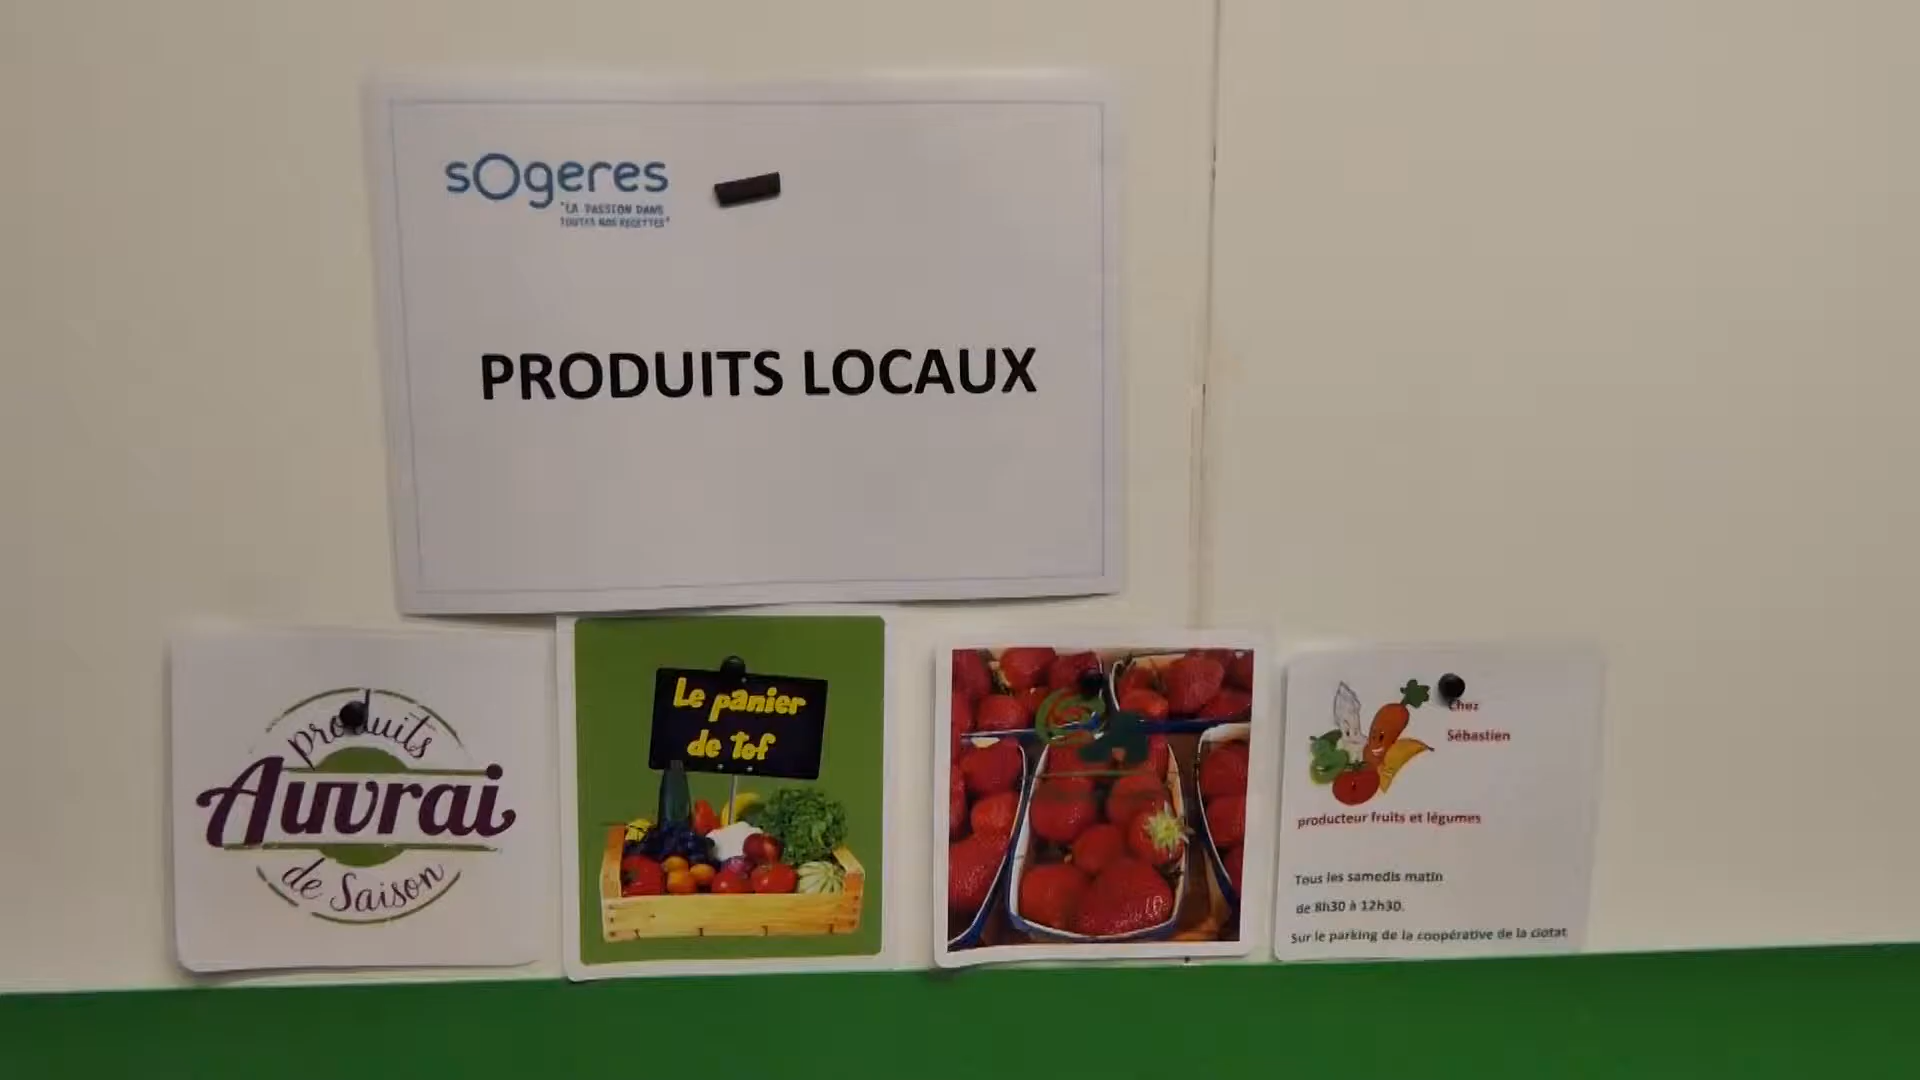 sOgeres
"LA PASSION DANS
TOUTES NOS RECETTES"
PRODUITS LOCAUX
produits
Auvrai
de Saison
Le panier
de tof
Chez
Sébastien
producteur fruits et légumes
Tous les samedis matin
de 8h30 à 12h30.
Sur le parking de la coopérative de la ciotat